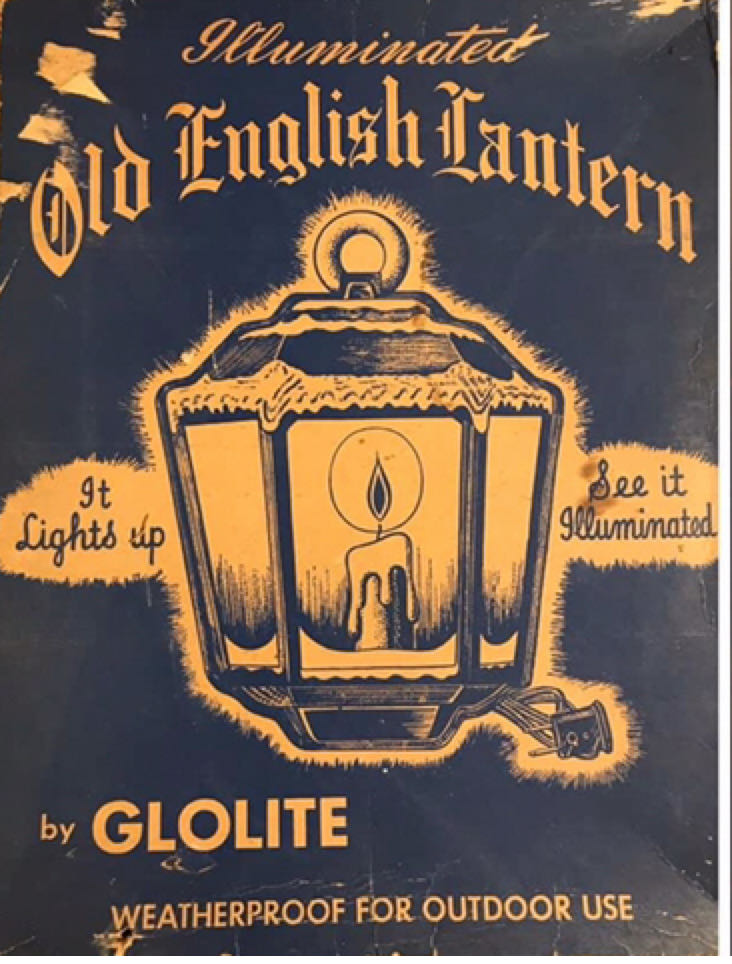 Illuminated
Old English Lantern
It
Lights up
See it
Illuminated
by GLOLITE
WEATHERPROOF FOR OUTDOOR USE